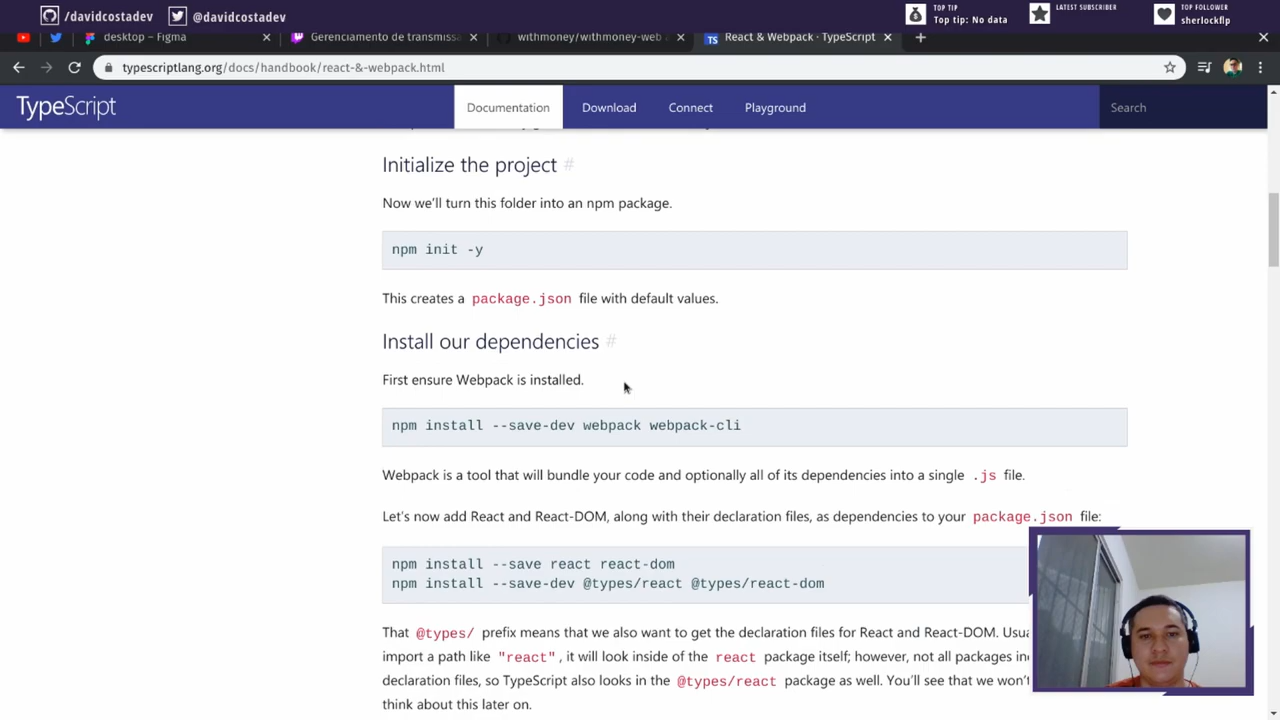 /davidcostadev
@davidcostadev
TOP TIP
Top tip: No data
LATEST SUBSCRIBER
TOP FOLLOWER
sherlockflp
desktop – Figma
Gerenciamento de transmiss
withmoney/withmoney-web
React & Webpack · TypeScript
typescriptlang.org/docs/handbook/react-&-webpack.html
TypeScript
Documentation
Download
Connect
Playground
Search
Initialize the project #
Now we'll turn this folder into an npm package.
npm init -y
This creates a package.json file with default values.
Install our dependencies #
First ensure Webpack is installed.
npm install --save-dev webpack webpack-cli
Webpack is a tool that will bundle your code and optionally all of its dependencies into a single .js file.
Let's now add React and React-DOM, along with their declaration files, as dependencies to your package.json file:
npm install --save react react-dom
npm install --save-dev @types/react @types/react-dom
That @types/ prefix means that we also want to get the declaration files for React and React-DOM. Usua
import a path like "react", it will look inside of the react package itself; however, not all packages in
declaration files, so TypeScript also looks in the @types/react package as well. You'll see that we won't
think about this later on.